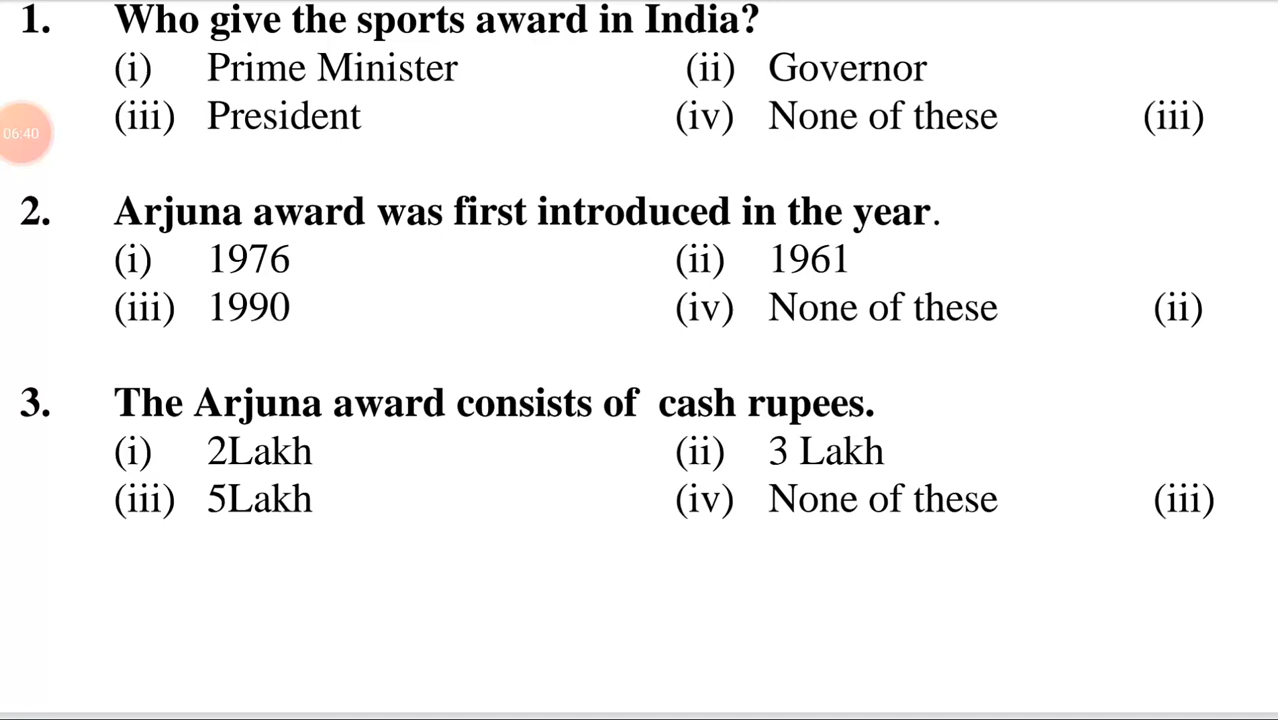 1. Who give the sports award in India?
(i) Prime Minister (ii) Governor
(iii) President (iv) None of these (iii)
06:40
2. Arjuna award was first introduced in the year.
(i) 1976 (ii) 1961
(iii) 1990 (iv) None of these (ii)
3. The Arjuna award consists of cash rupees.
(i) 2Lakh (ii) 3 Lakh
(iii) 5Lakh (iv) None of these (iii)